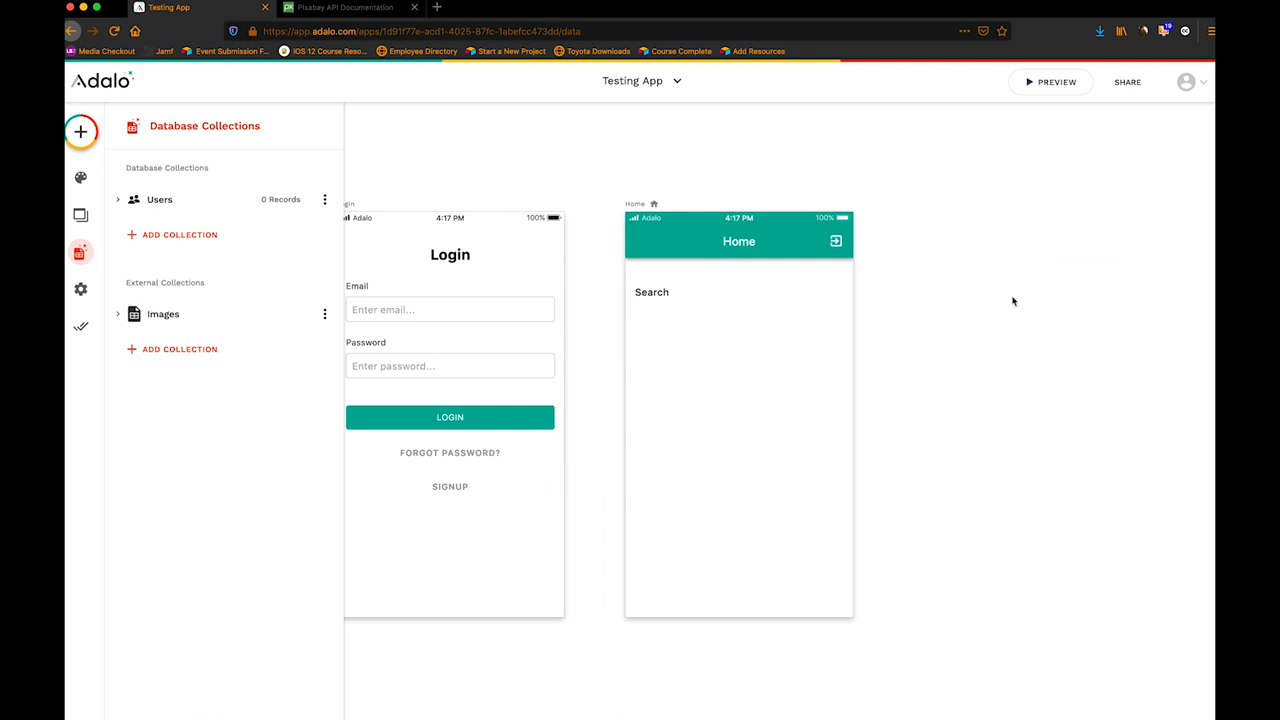 Testing App
Pixabay API Documentation
https://app.adalo.com/apps/1d91f77e-acd1-4025-87fc-1abefcc473dd/data
19
Media Checkout
Jamf
Event Submission F...
iOS 12 Course Reso...
Employee Directory
Start a New Project
Toyota Downloads
Course Complete
Add Resources
Adalo
Testing App
PREVIEW
SHARE
Database Collections
Database Collections
Users
0 Records
ADD COLLECTION
External Collections
Images
ADD COLLECTION
Adalo
4:17 PM
100%
Login
Email
Enter email...
Password
Enter password...
LOGIN
FORGOT PASSWORD?
SIGNUP
Home
Adalo
4:17 PM
100%
Home
Search